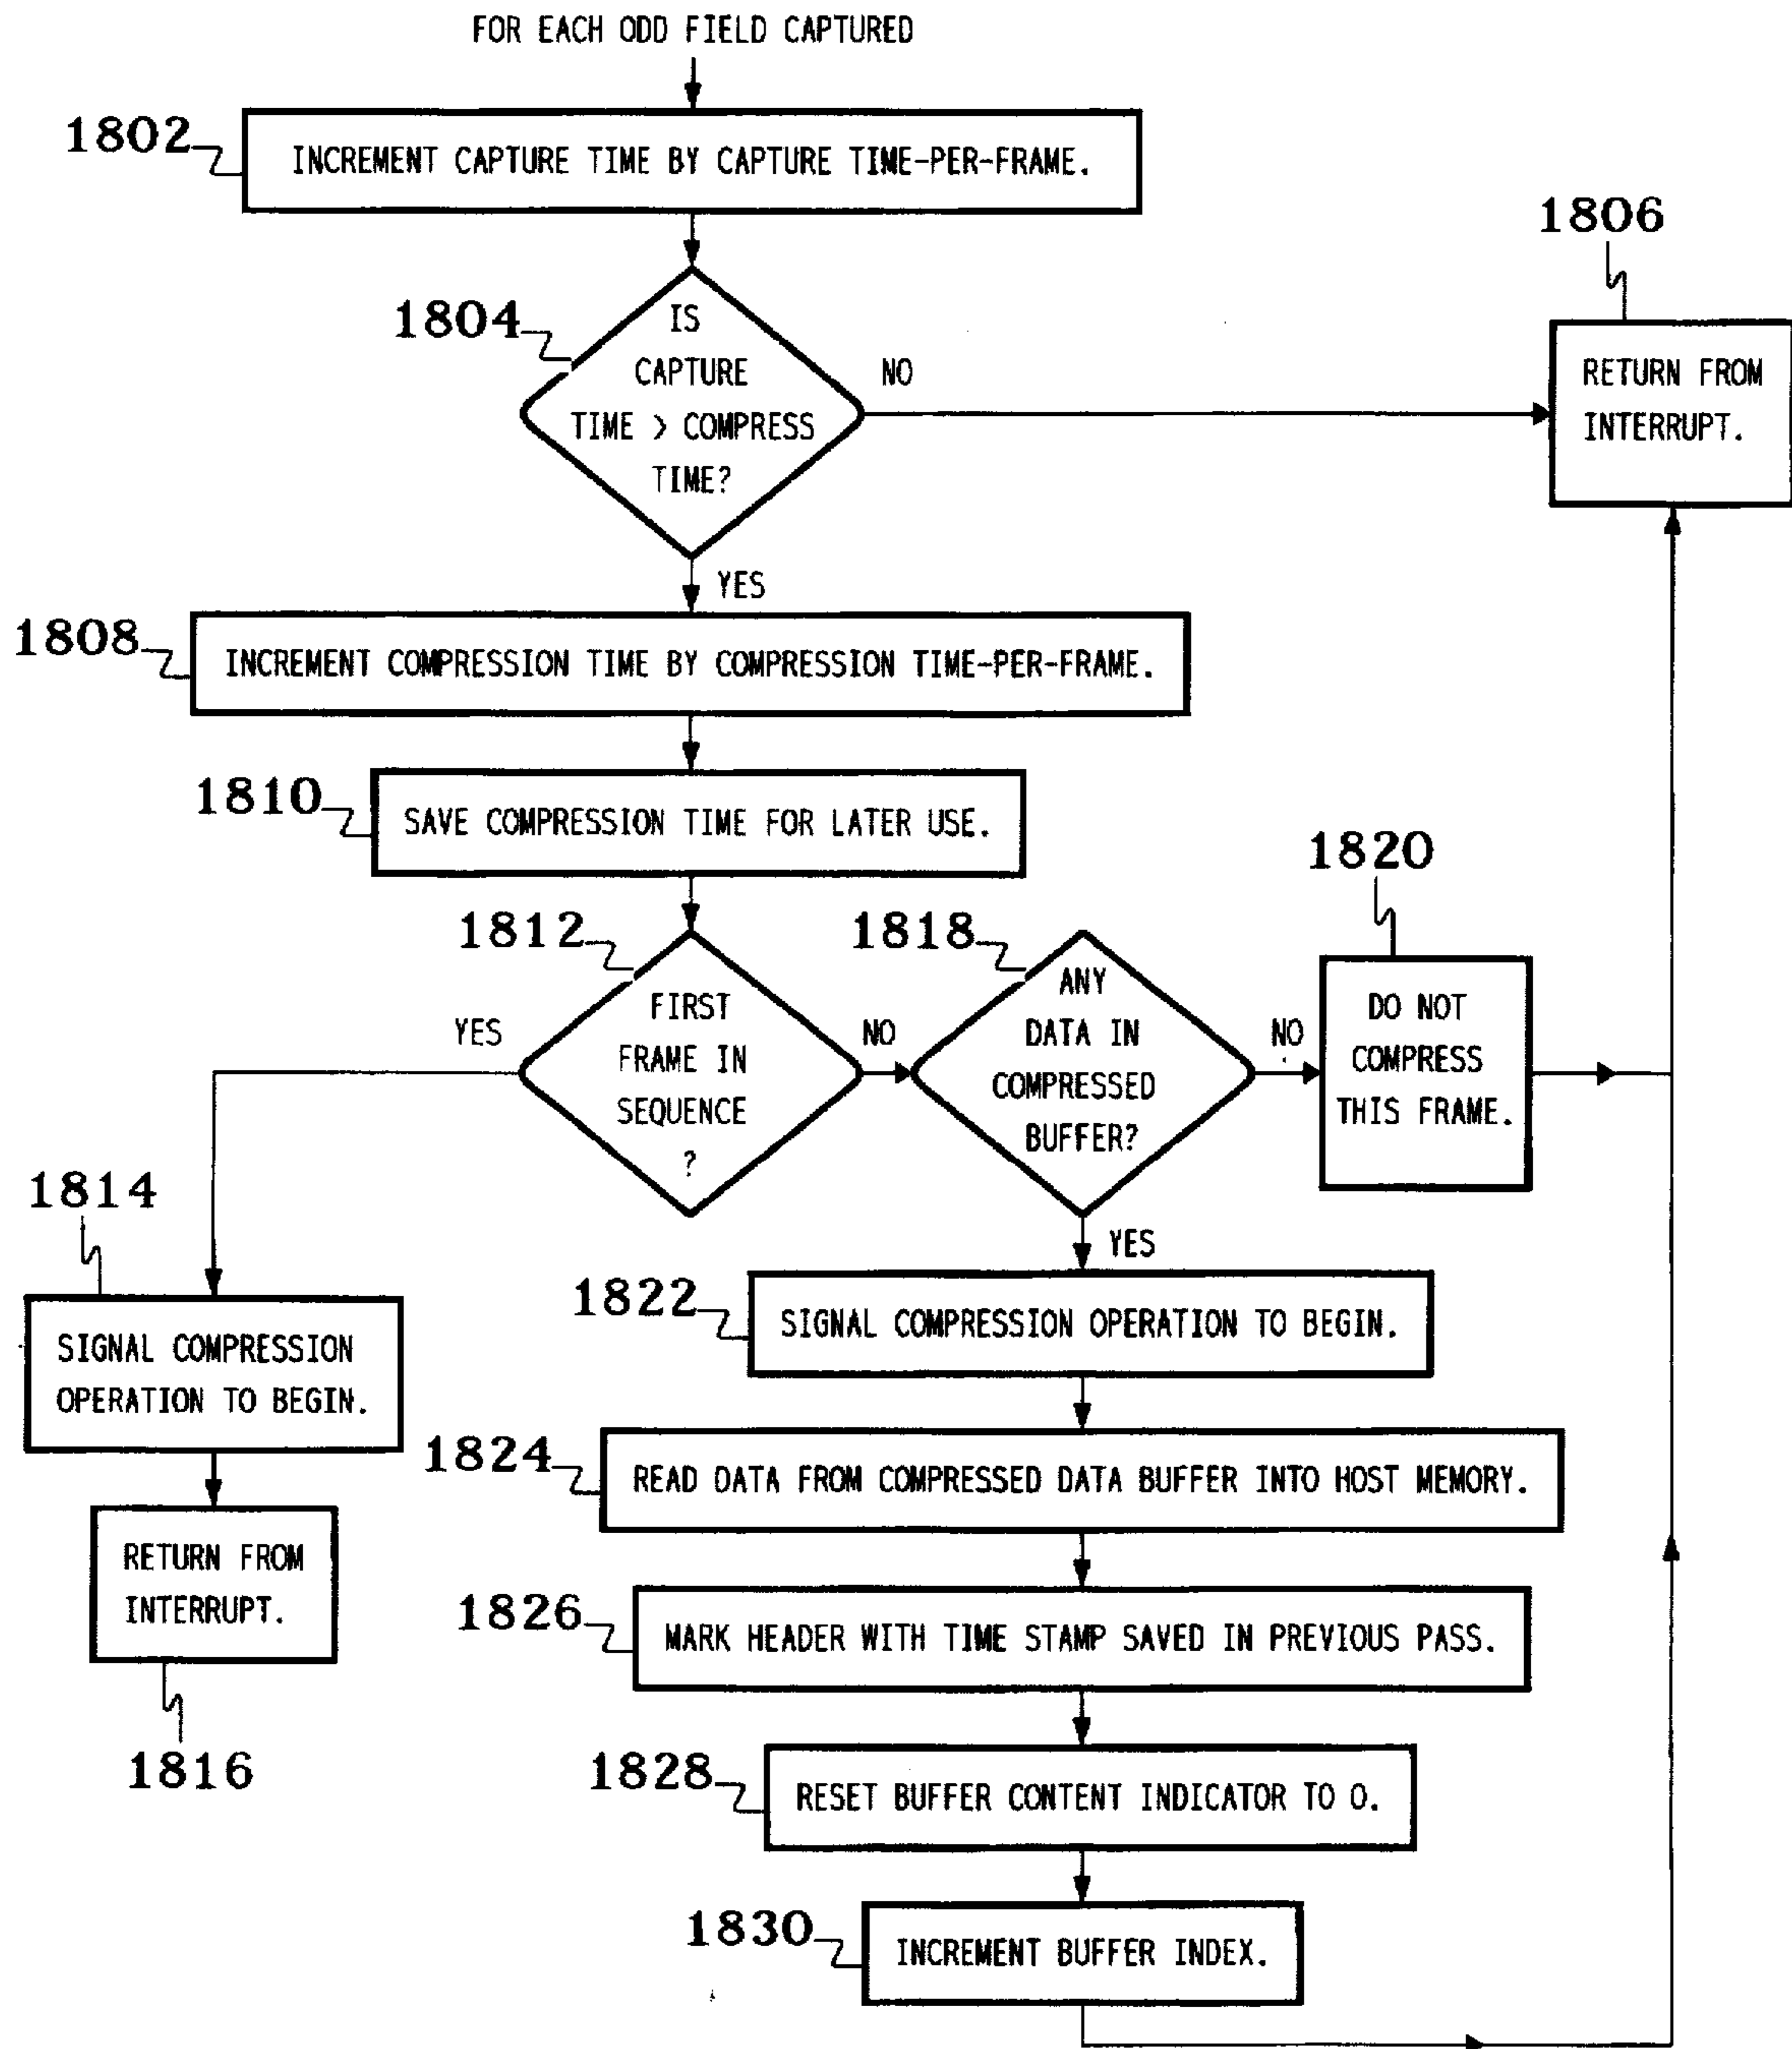 FOR EACH ODD FIELD CAPTURED
1802
INCREMENT CAPTURE TIME BY CAPTURE TIME-PER-FRAME.
1804
IS
CAPTURE
TIME > COMPRESS
TIME?
NO
1806
RETURN FROM
INTERRUPT.
YES
1808
INCREMENT COMPRESSION TIME BY COMPRESSION TIME-PER-FRAME.
1810
SAVE COMPRESSION TIME FOR LATER USE.
1812
FIRST
FRAME IN
SEQUENCE
?
YES
NO
1818
ANY
DATA IN
COMPRESSED
BUFFER?
NO
1820
DO NOT
COMPRESS
THIS FRAME.
1814
SIGNAL COMPRESSION
OPERATION TO BEGIN.
RETURN FROM
INTERRUPT.
1816
YES
1822
SIGNAL COMPRESSION OPERATION TO BEGIN.
1824
READ DATA FROM COMPRESSED DATA BUFFER INTO HOST MEMORY.
1826
MARK HEADER WITH TIME STAMP SAVED IN PREVIOUS PASS.
1828
RESET BUFFER CONTENT INDICATOR TO 0.
1830
INCREMENT BUFFER INDEX.